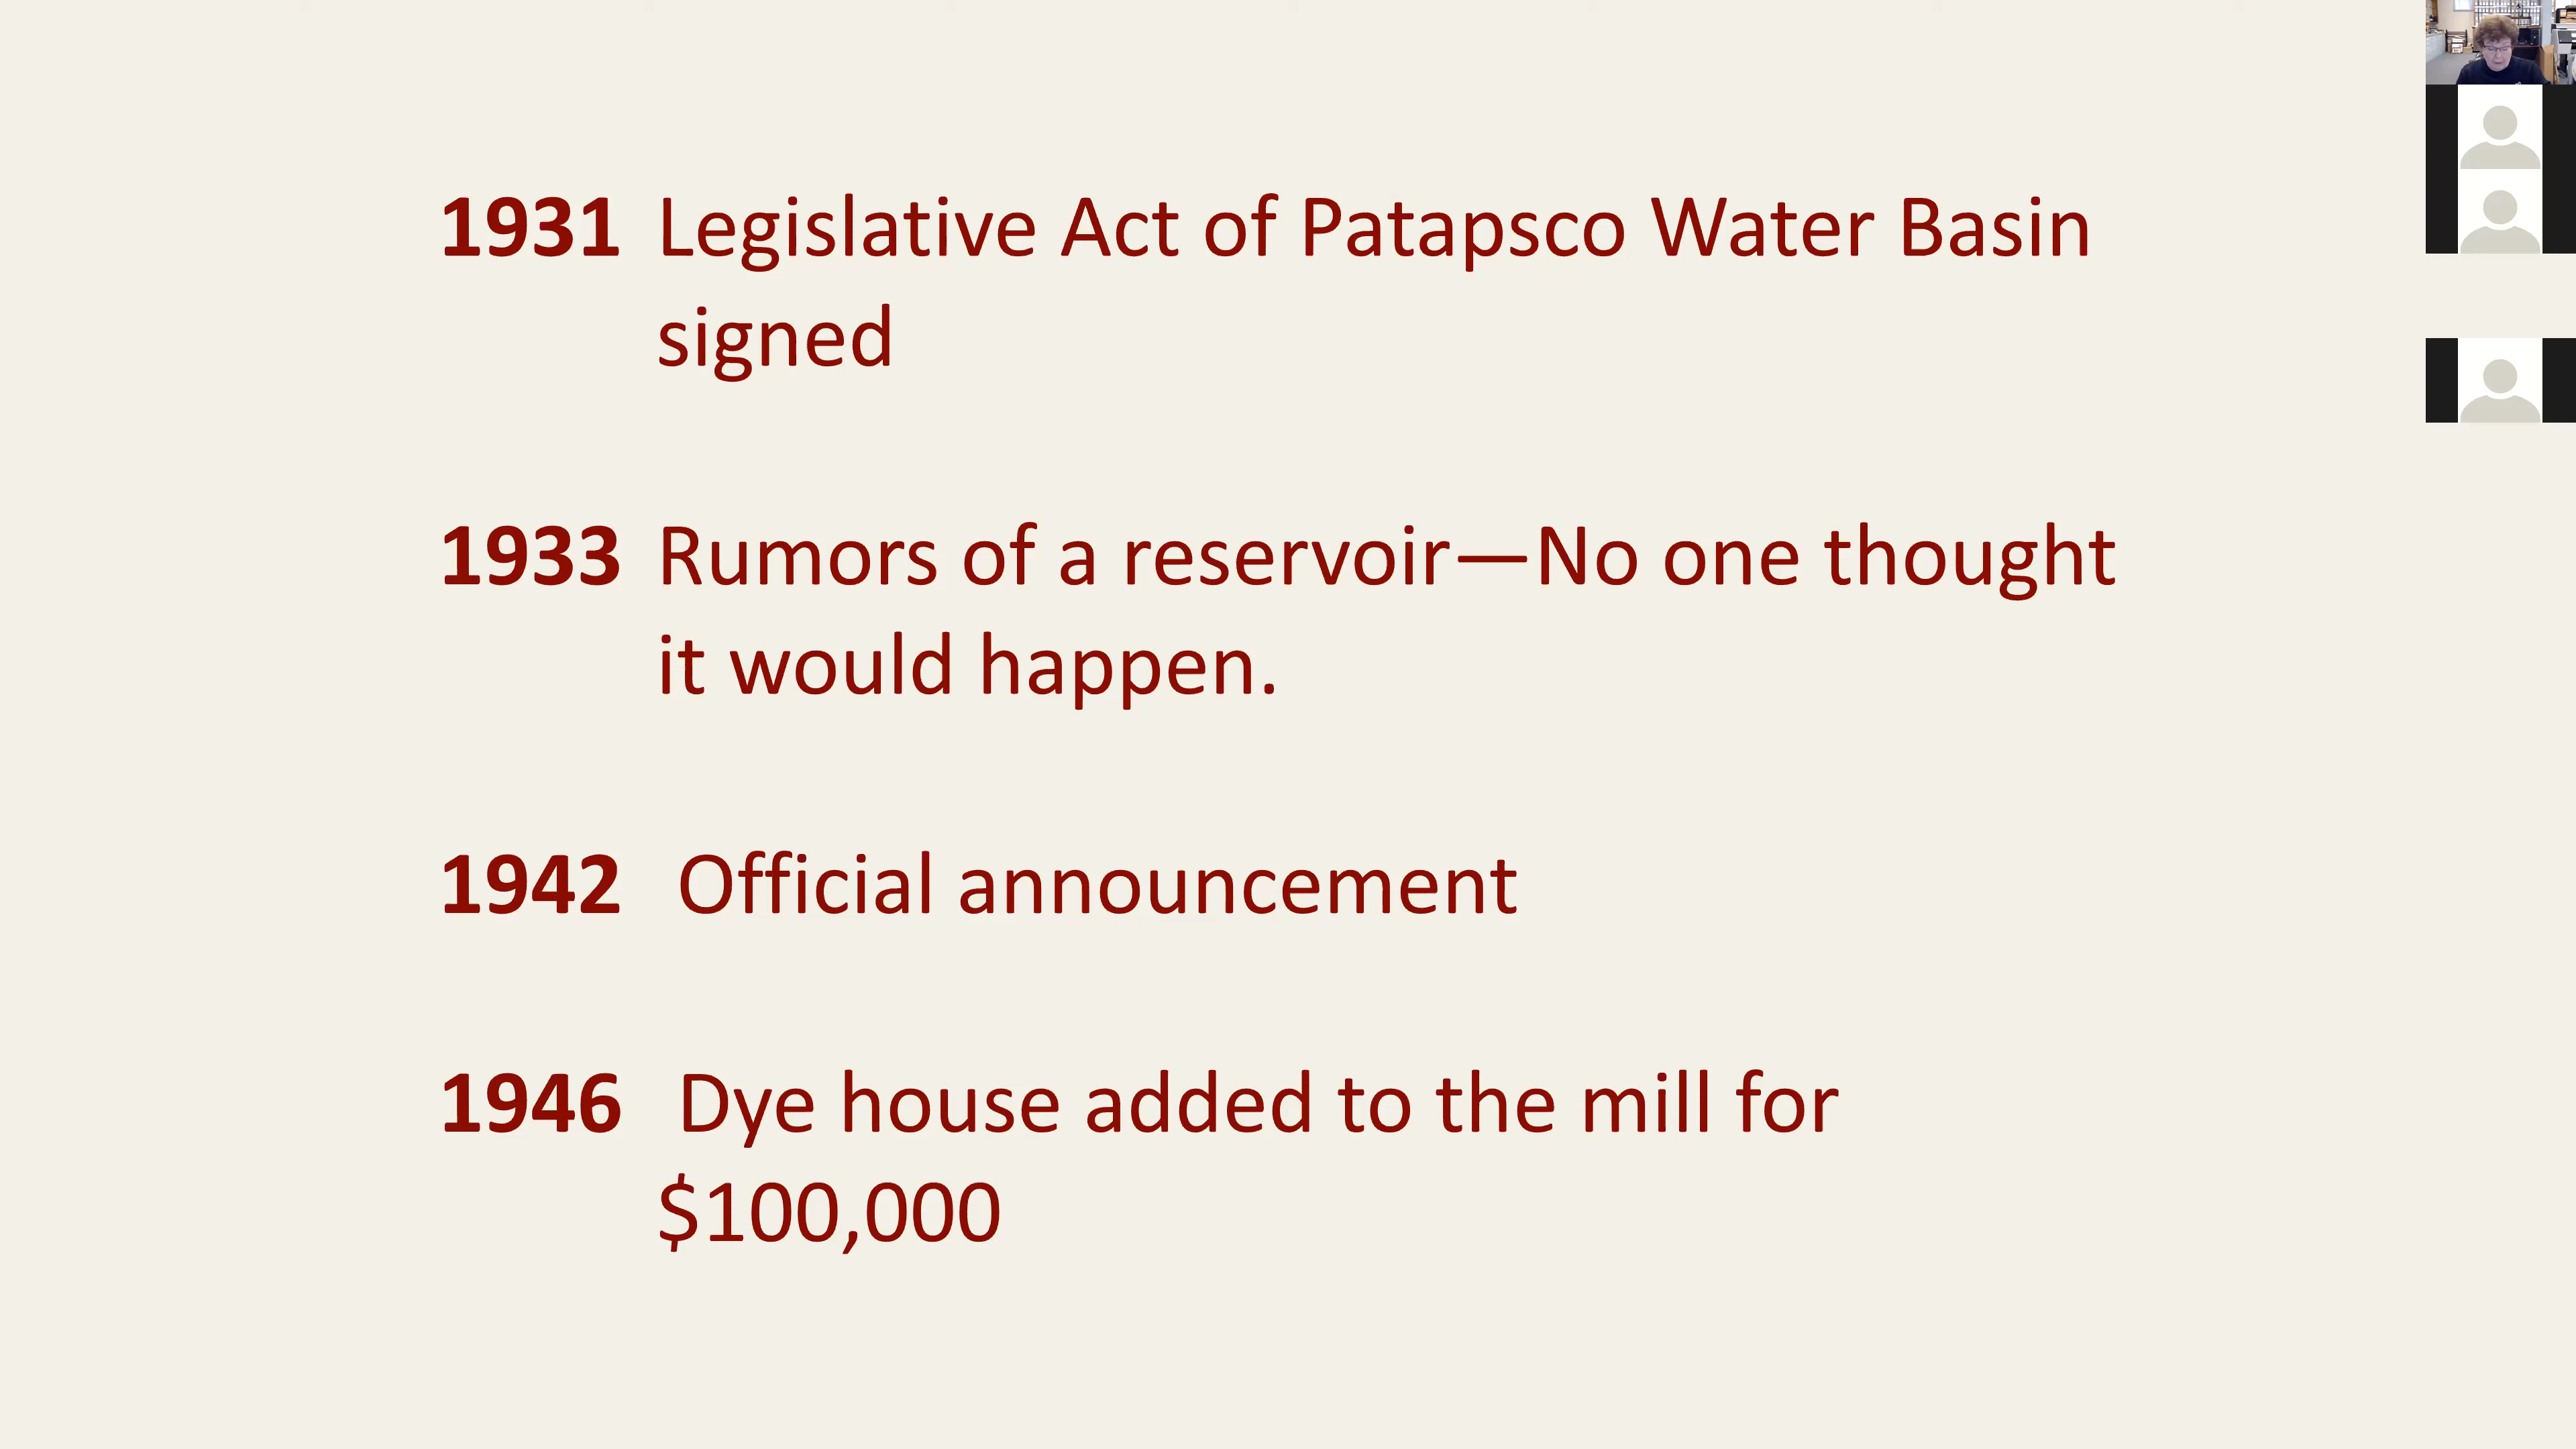 1931 Legislative Act of Patapsco Water Basin
signed
1933 Rumors of a reservoir—No one thought
it would happen.
1942 Official announcement
1946 Dye house added to the mill for
$100,000